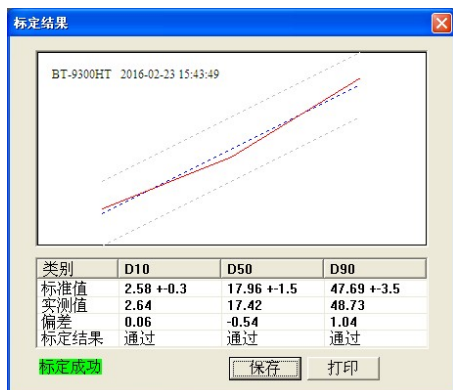 标定结果
BT-9300HT 2016-02-23 15:43:49
类别 D10 D50 D90
标准值 2.58 +-0.3 17.96 +-1.5 47.69 +-3.5
实测值 2.64 17.42 48.73
偏差 0.06 -0.54 1.04
标定结果 通过 通过 通过
标定成功 保存 打印